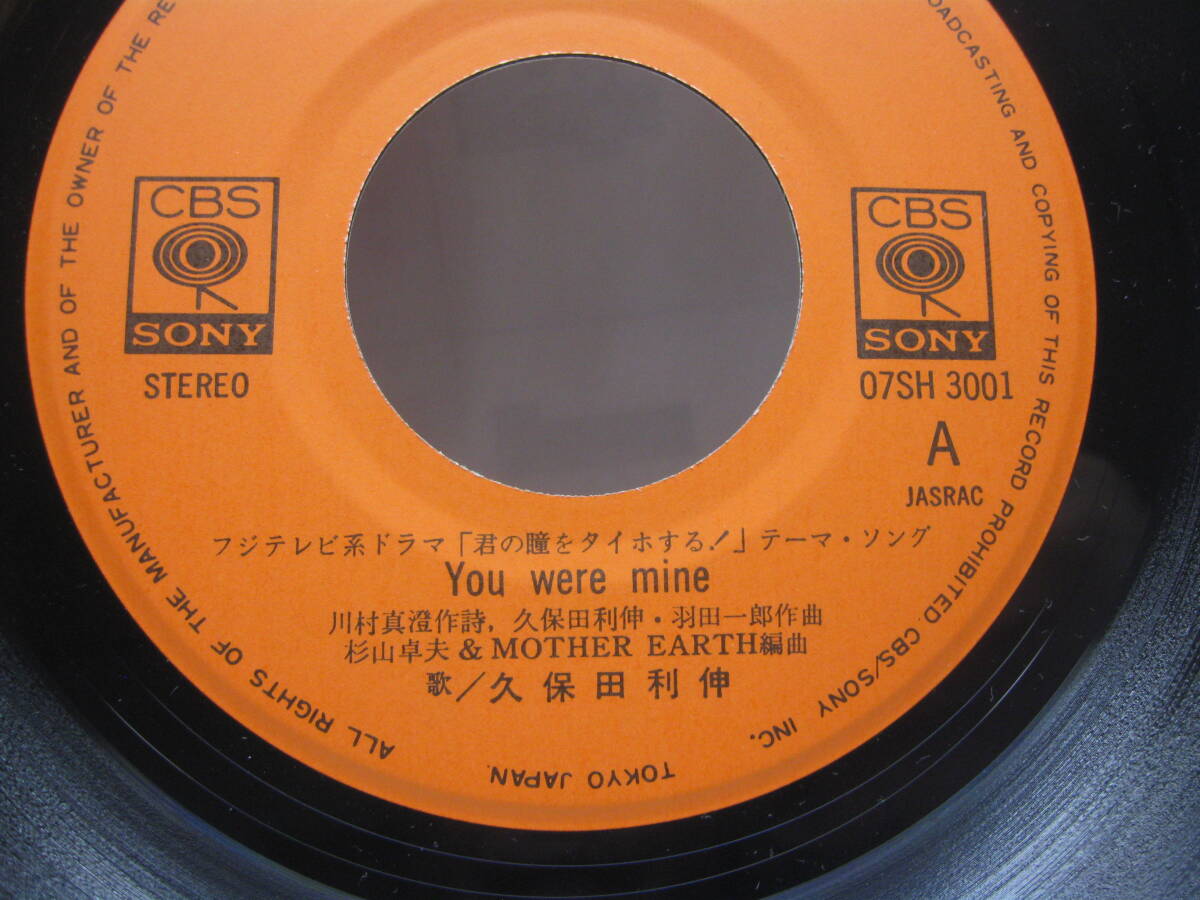 CBS
SONY
STEREO
CBS
SONY
07SH 3001
A
JASRAC
フジテレビ系ドラマ「君の瞳をタイホする!」テーマ・ソング
You were mine
川村真澄作詩, 久保田利伸・羽田一郎作曲
杉山卓夫 & MOTHER EARTH編曲
歌/久保田利伸
ALL RIGHTS OF THE MANUFACTURER AND OF THE OWNER OF THE
AND COPYING OF THIS RECORD PROHIBITED CBS/SONY INC.
TOKYO JAPAN